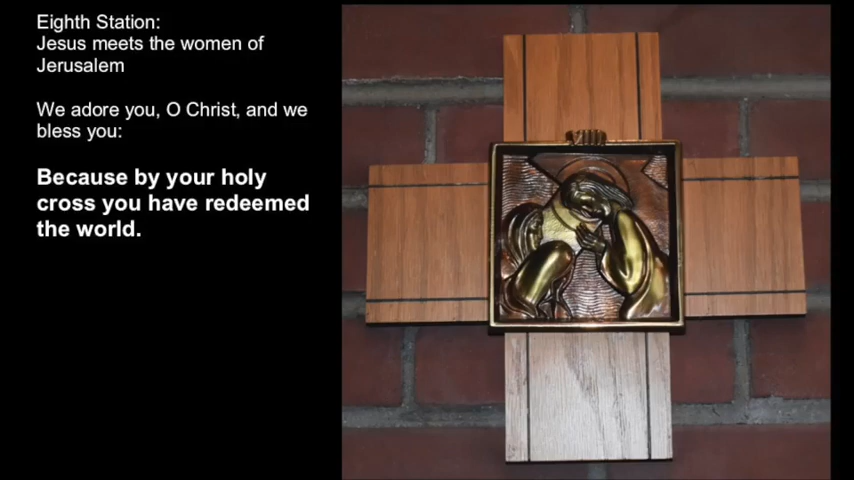 Eighth Station:
Jesus meets the women of
Jerusalem
We adore you, O Christ, and we
bless you:
Because by your holy
cross you have redeemed
the world.
VIII